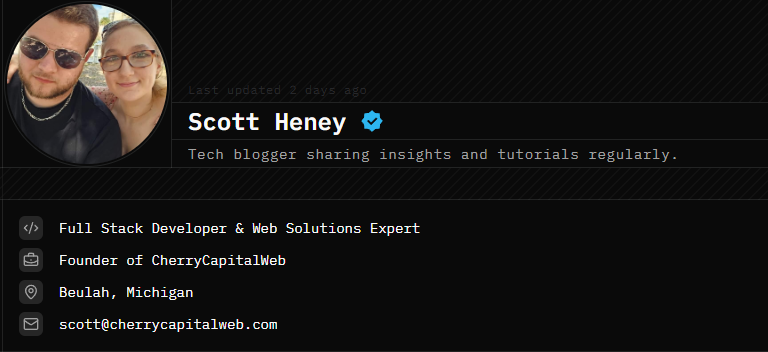 Last updated 2 days ago
Scott Heney
Tech blogger sharing insights and tutorials regularly.
Full Stack Developer & Web Solutions Expert
Founder of CherryCapitalWeb
Beulah, Michigan
scott@cherrycapitalweb.com